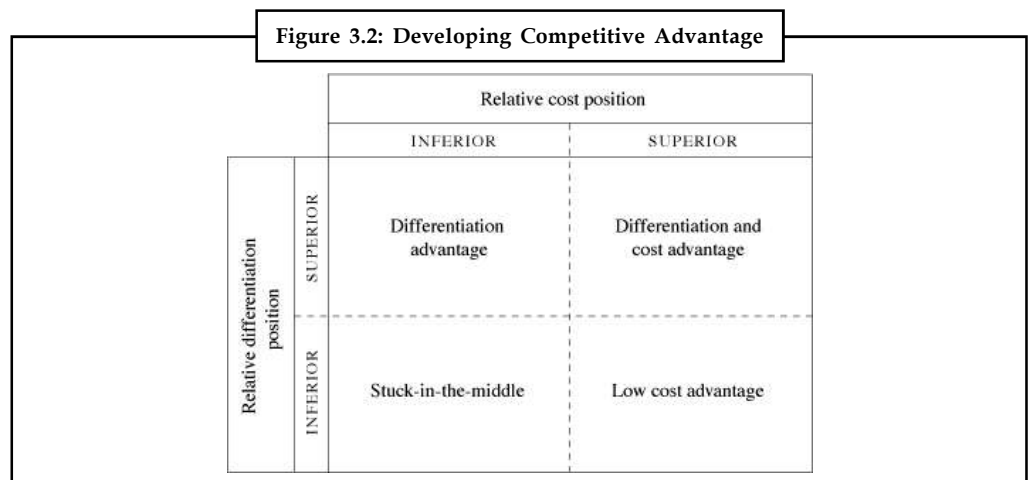 Figure 3.2: Developing Competitive Advantage
Relative cost position
INFERIOR
SUPERIOR
Relative differentiation
position
SUPERIOR
Differentiation
advantage
Differentiation and
cost advantage
INFERIOR
Stuck-in-the-middle
Low cost advantage